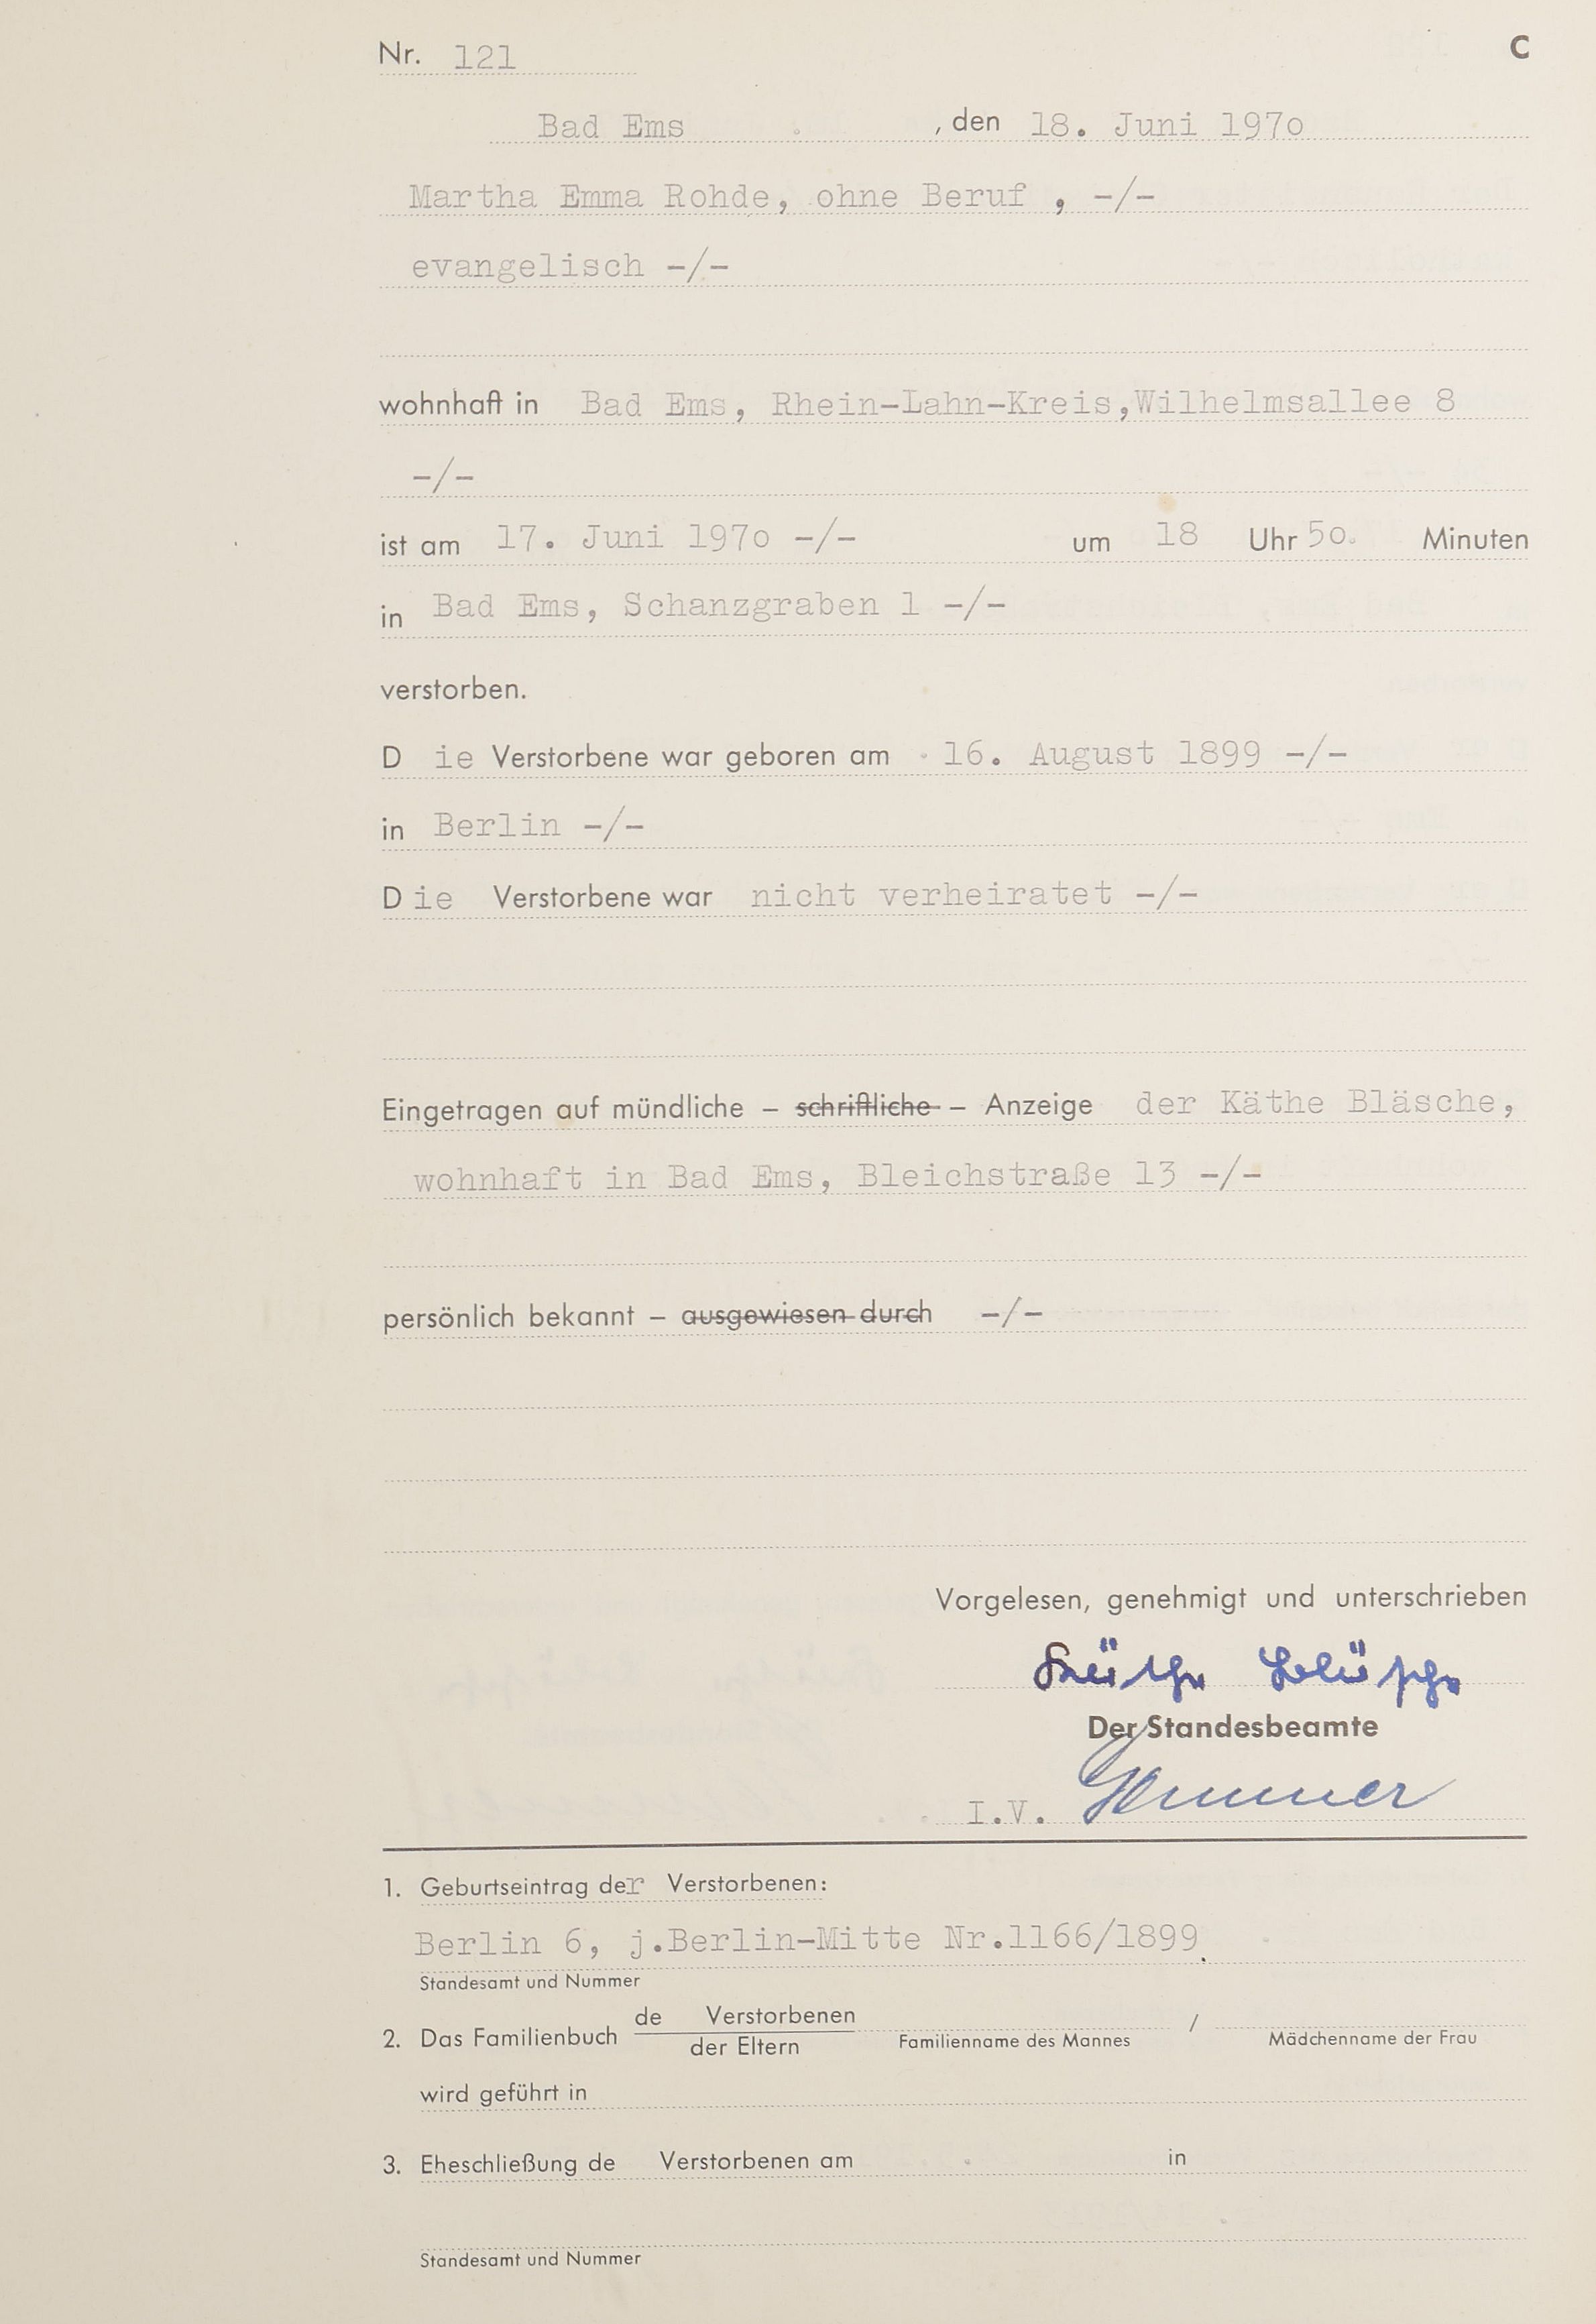 Nr. 121 C
Bad Ems , den 18. Juni 197o
Martha Emma Rohde, ohne Beruf , -/-
evangelisch -/-
wohnhaft in Bad Ems, Rhein-Lahn-Kreis,Wilhelmsallee 8
-/-
ist am 17. Juni 197o -/- um 18 Uhr 5o. Minuten
in Bad Ems, Schanzgraben 1 -/-
verstorben.
D ie Verstorbene war geboren am 16. August 1899 -/-
in Berlin -/-
Die Verstorbene war nicht verheiratet -/-
Eingetragen auf mündliche – schriftliche – Anzeige der Käthe Bläsche,
wohnhaft in Bad Ems, Bleichstraße 13 -/-
persönlich bekannt – ausgewiesen durch -/-
Vorgelesen, genehmigt und unterschrieben
Käthe Bläsche
Der Standesbeamte
I.V.
1. Geburtseintrag der Verstorbenen:
Berlin 6, j.Berlin-Mitte Nr.1166/1899.
Standesamt und Nummer
de Verstorbenen
2. Das Familienbuch der Eltern Familienname des Mannes / Mädchenname der Frau
wird geführt in
3. Eheschließung de Verstorbenen am in
Standesamt und Nummer